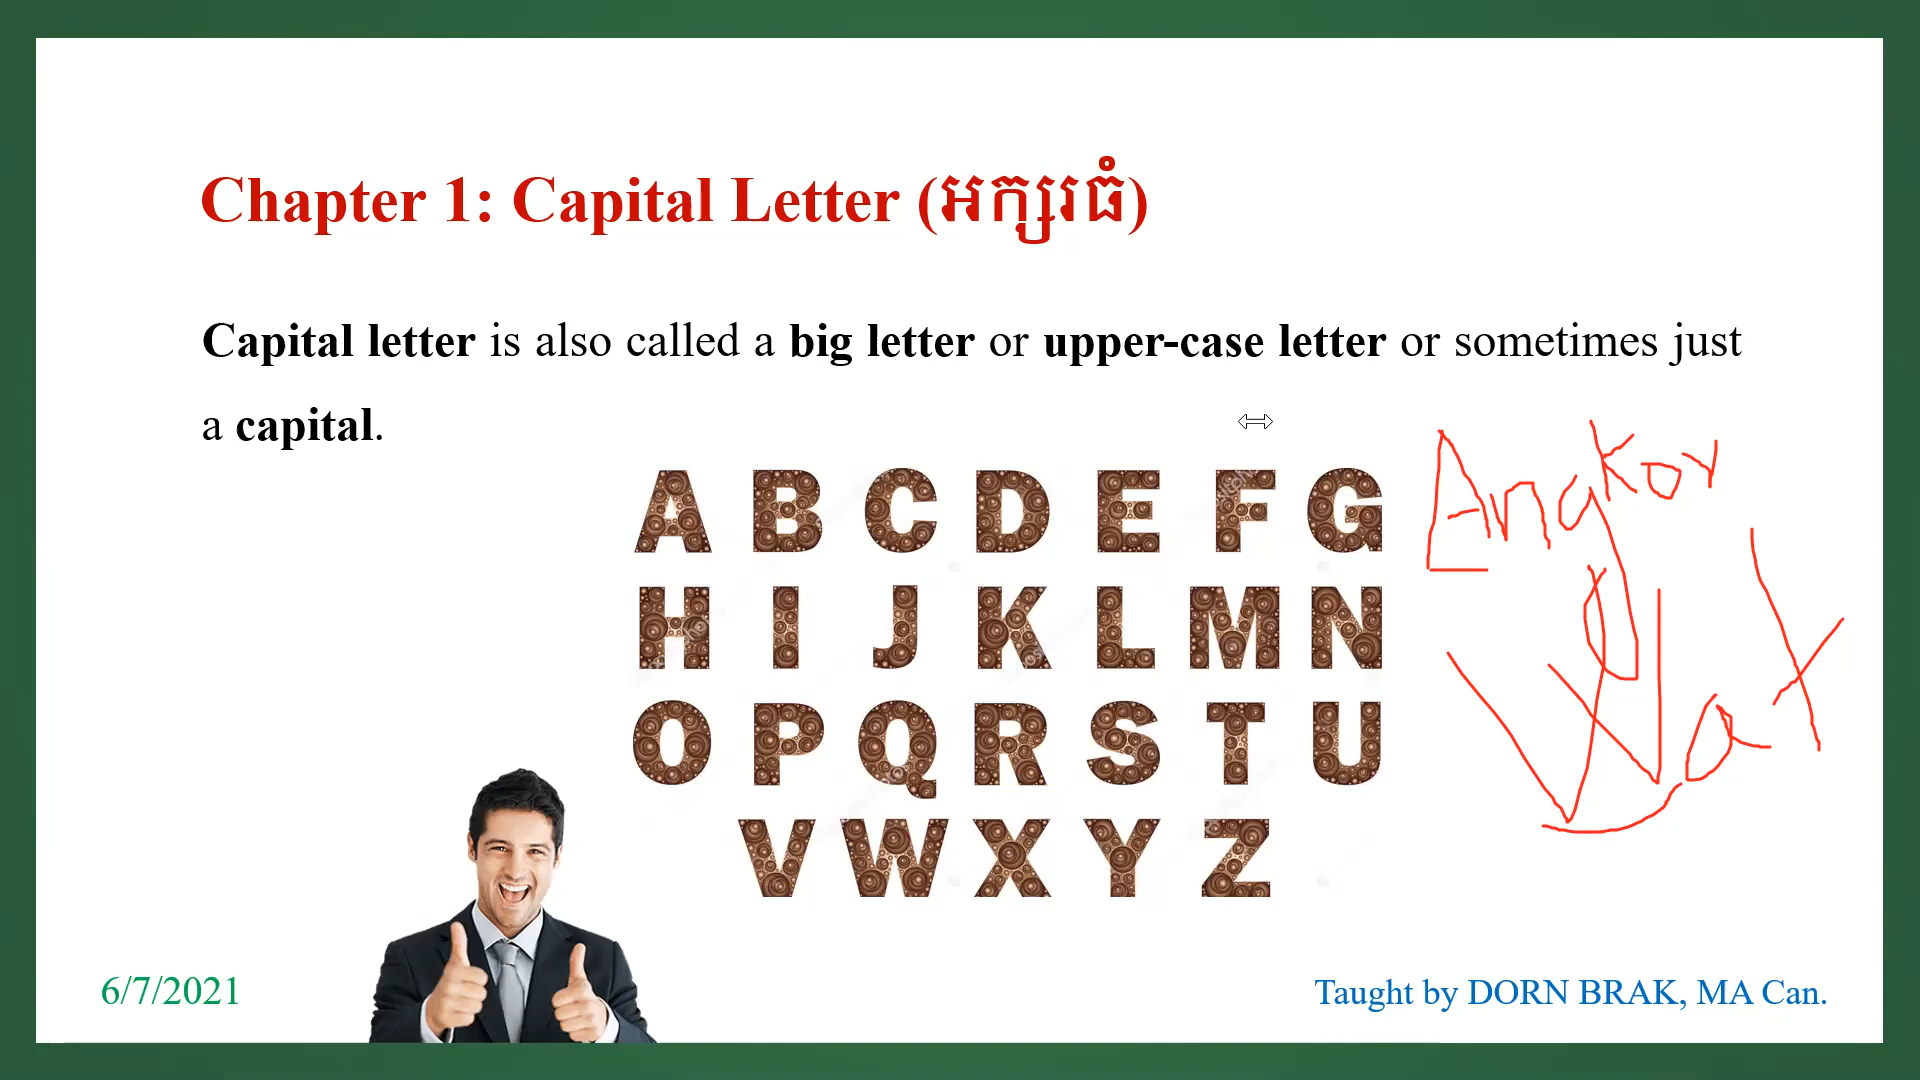 Chapter 1: Capital Letter (អក្សរធំ)
Capital letter is also called a big letter or upper-case letter or sometimes just
a capital.
A B C D E F G
H I J K L M N
O P Q R S T U
V W X Y Z
Angkor
Wat
6/7/2021
Taught by DORN BRAK, MA Can.